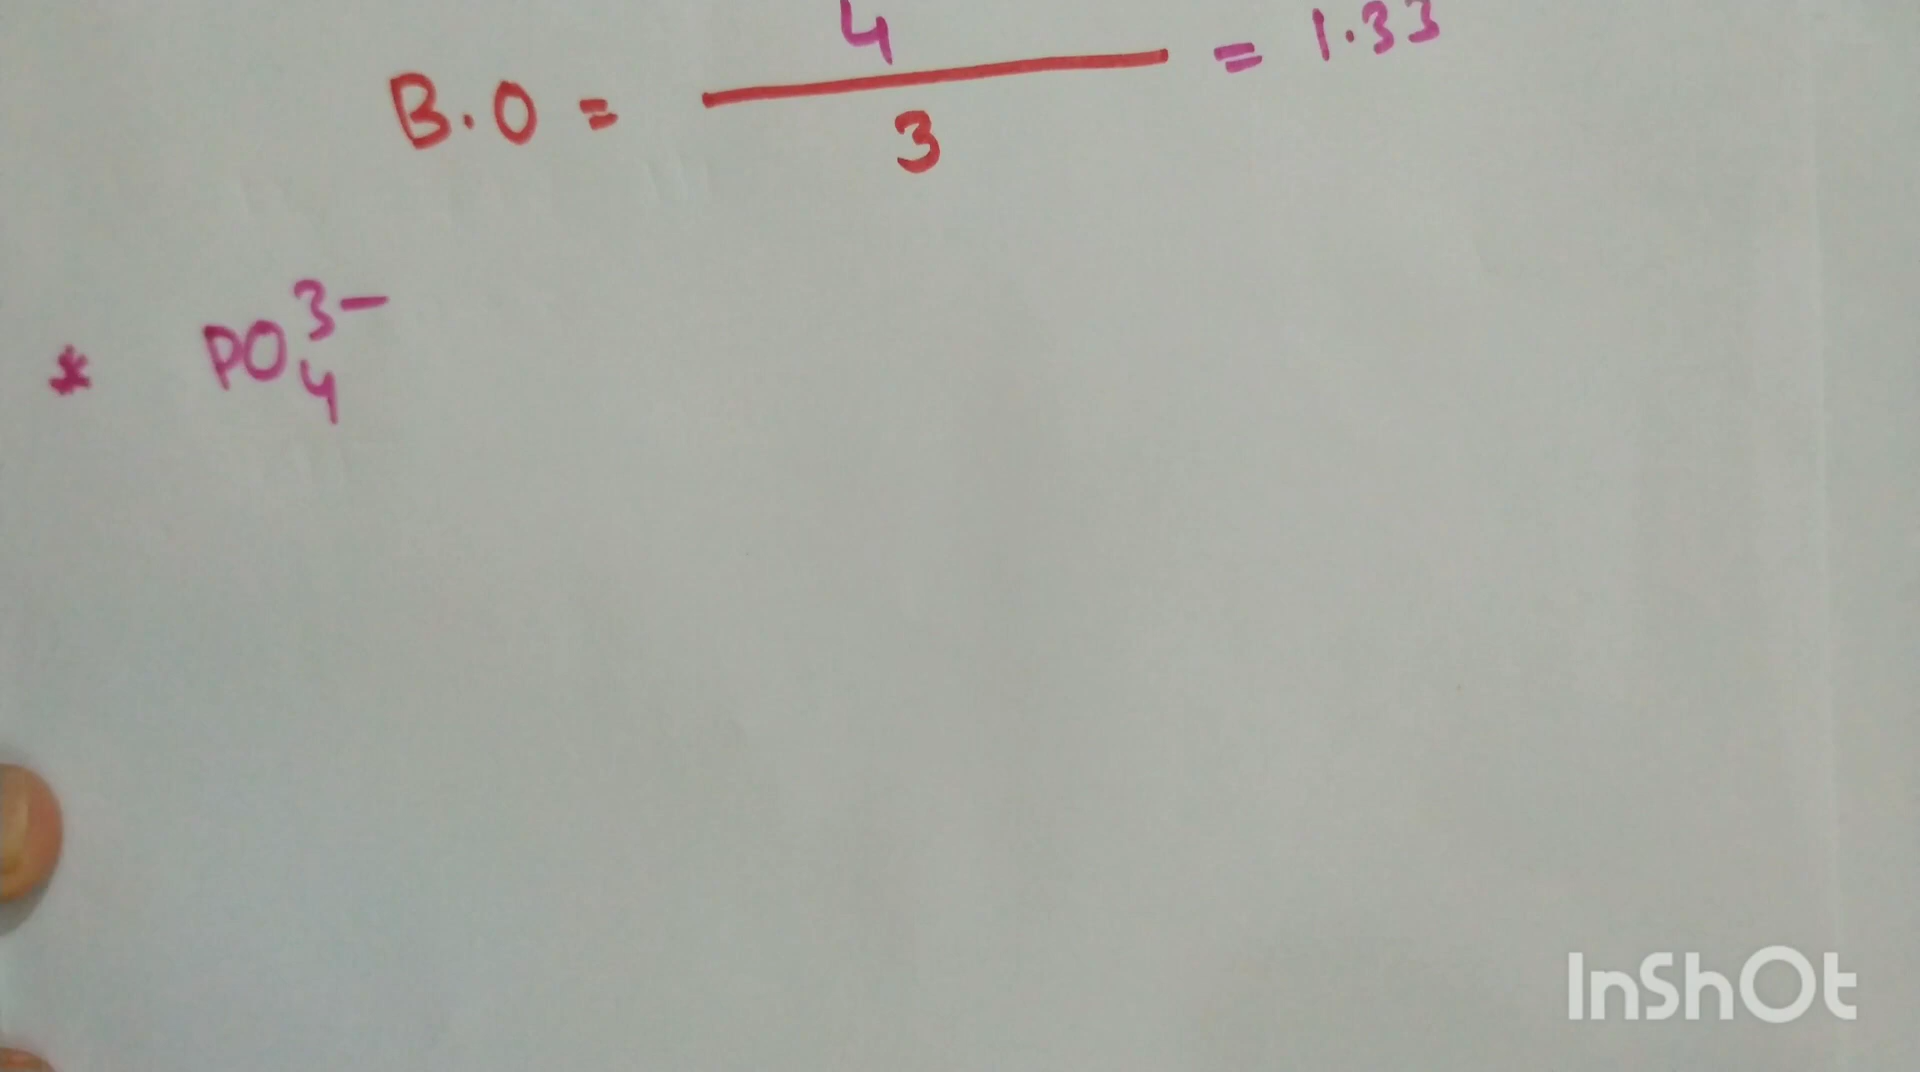 B.O = 4/3 = 1.33
* PO₄³⁻
InShOt